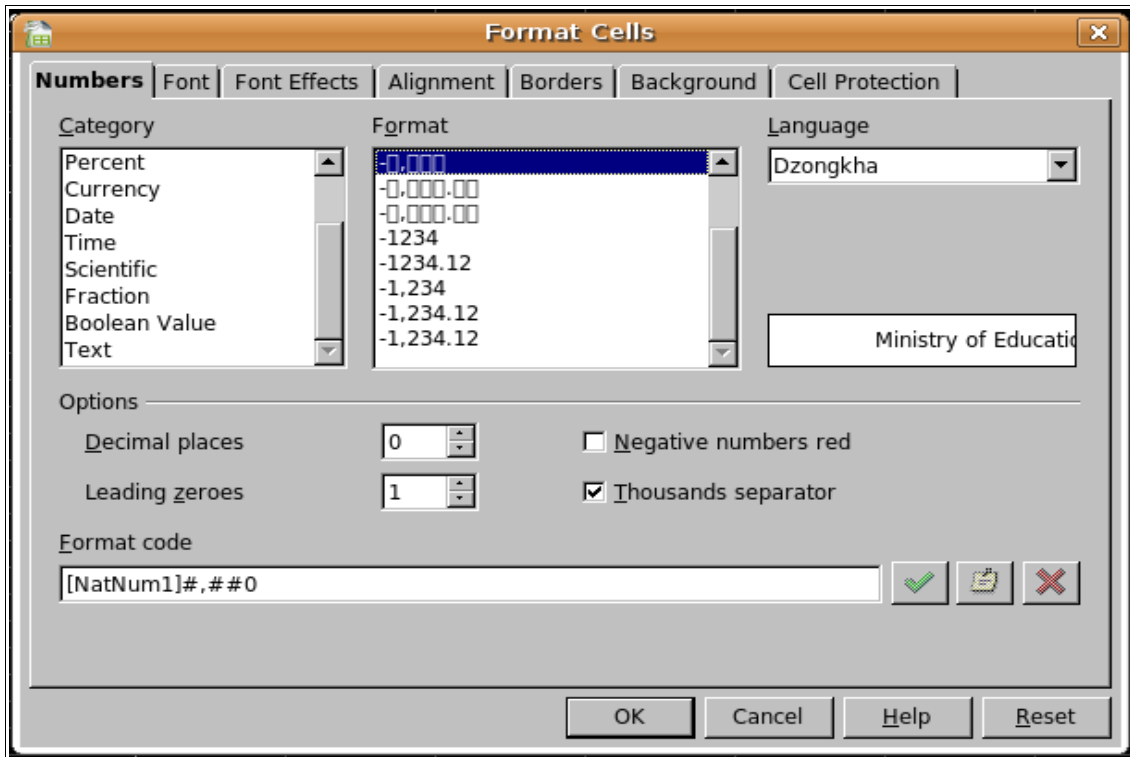 Format Cells
Numbers Font Font Effects Alignment Borders Background Cell Protection
Category
Percent
Currency
Date
Time
Scientific
Fraction
Boolean Value
Text
Format
-▯,▯▯▯
-▯,▯▯▯.▯▯
-▯,▯▯▯.▯▯
-1234
-1234.12
-1,234
-1,234.12
-1,234.12
Language
Dzongkha
Ministry of
Options
Decimal places 0
Negative numbers red
Leading zeroes 1
Thousands separator
Format code
[NatNum1]#,##0
OK Cancel Help Reset